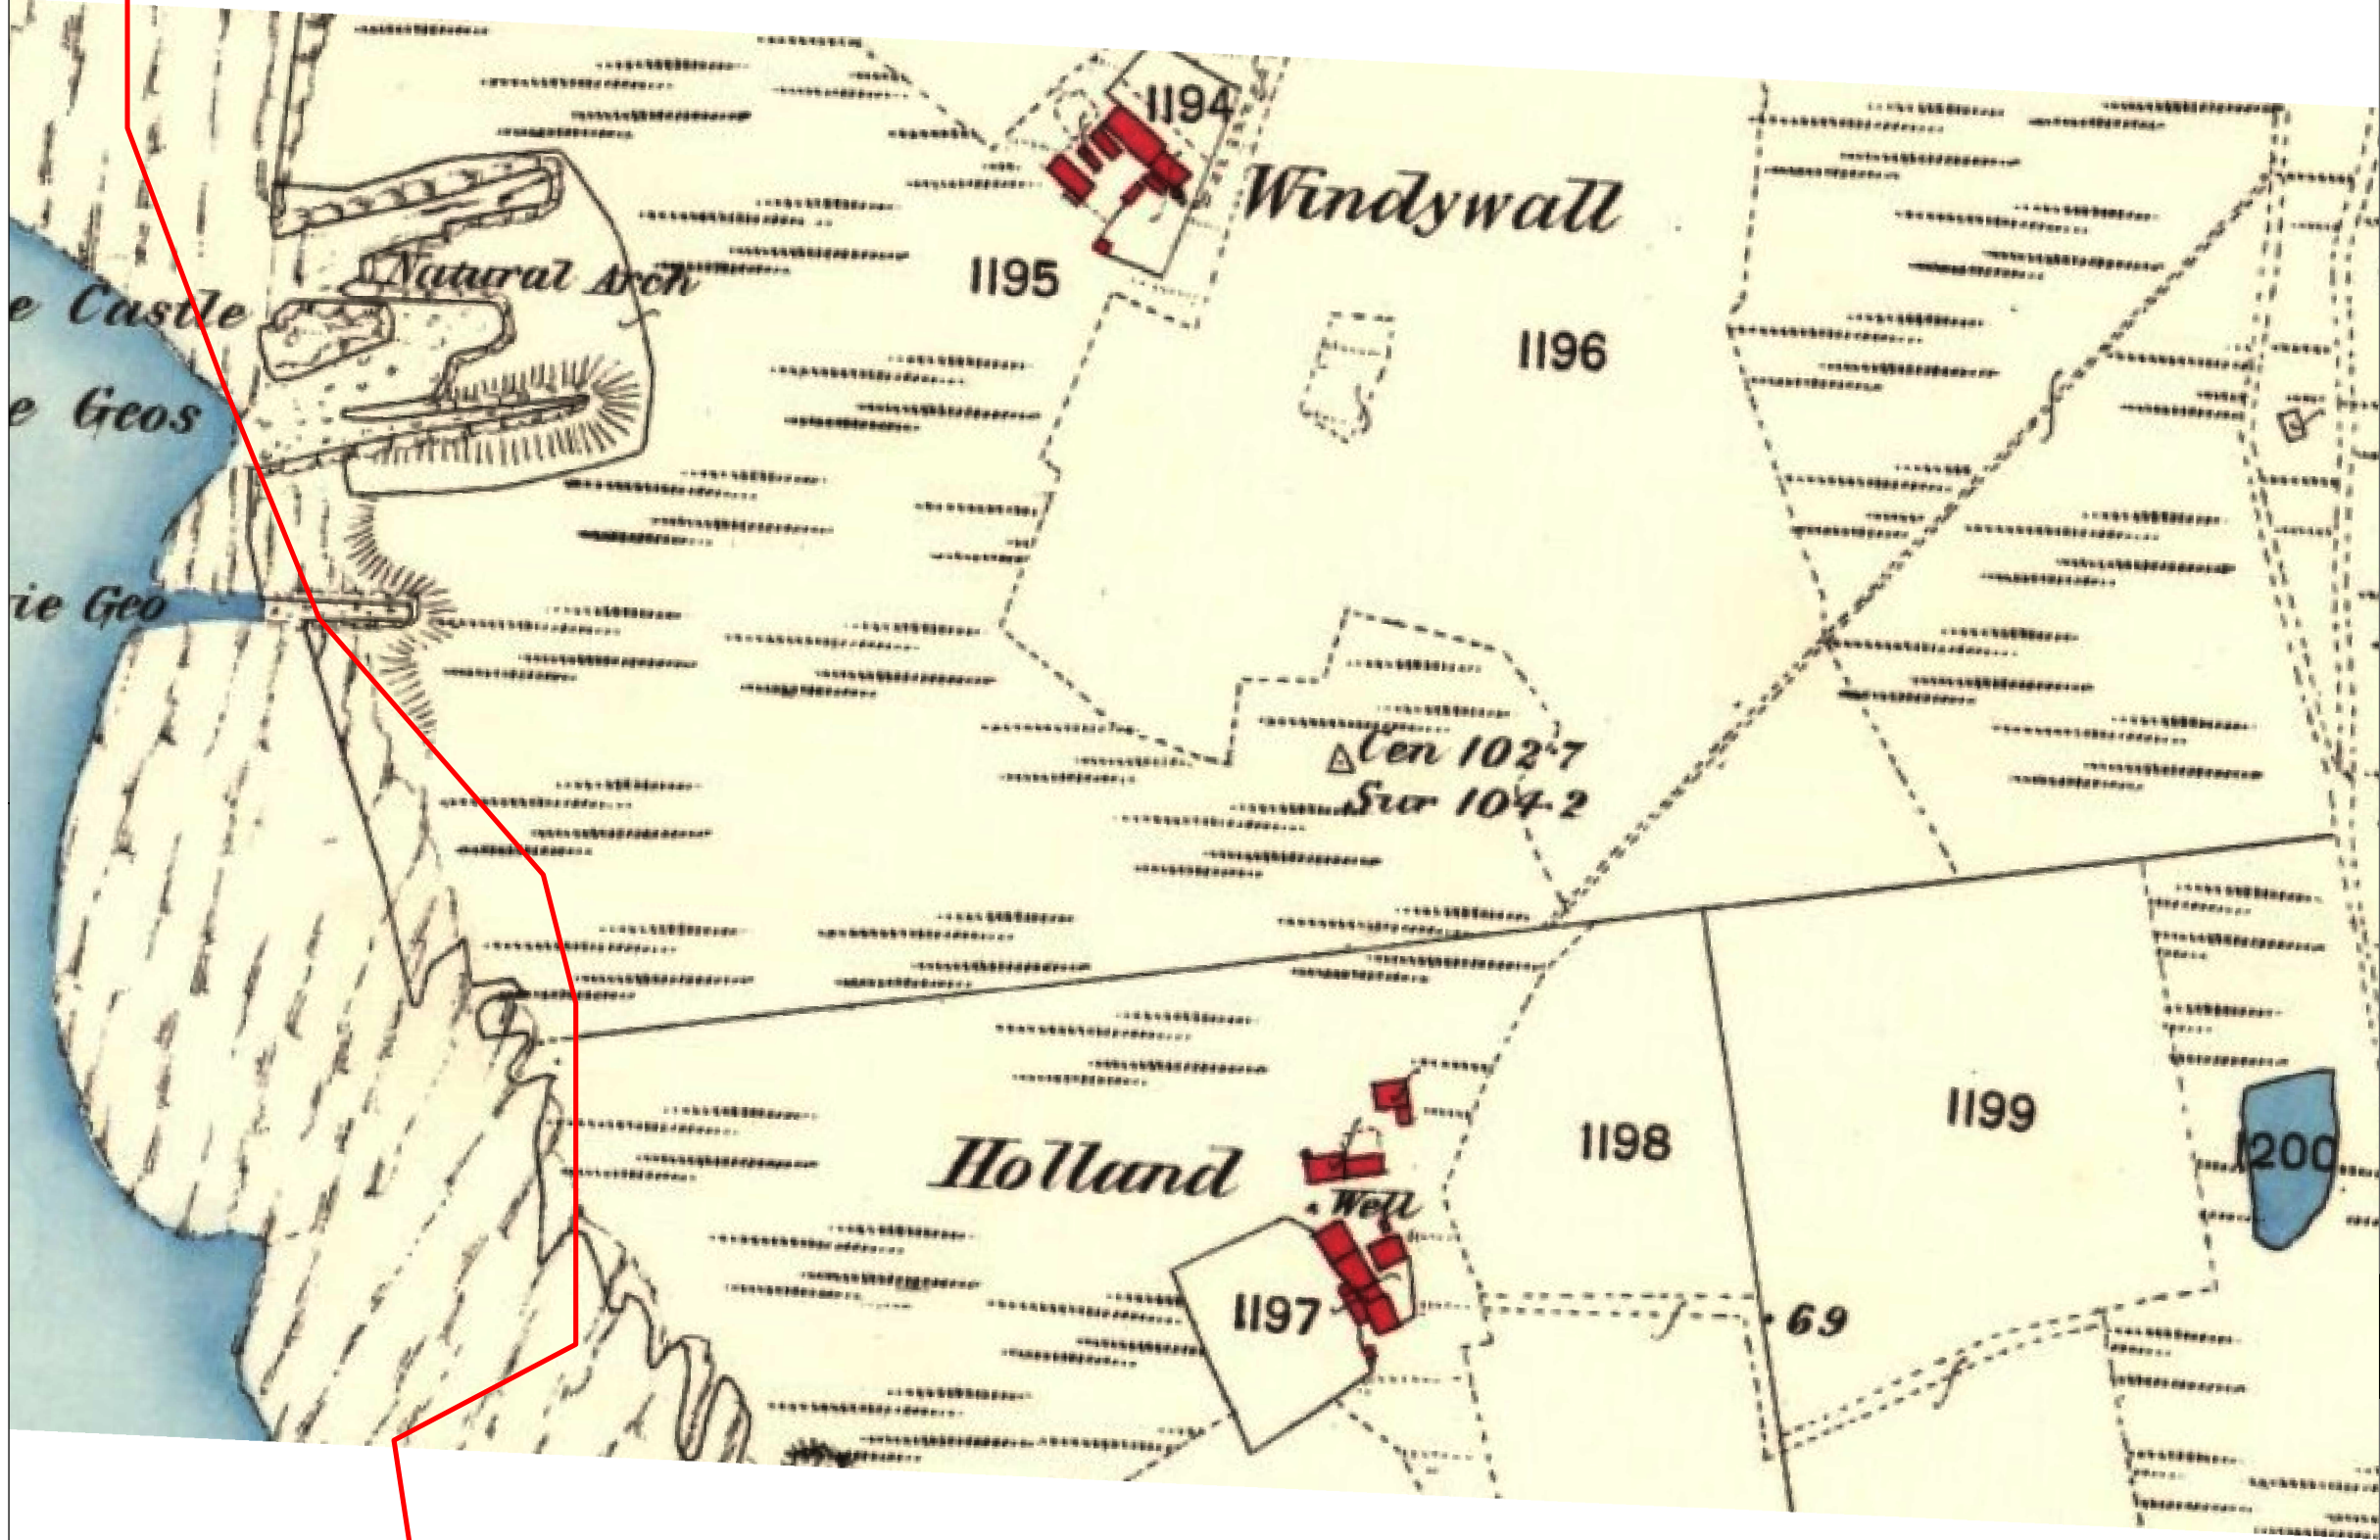 1194
Windywall
Natural Arch
1195
e Castle
1196
e Geos
ie Geo
Cen 102·7
Sur 104·2
1199
1198
1200
Holland
Well
1197
69